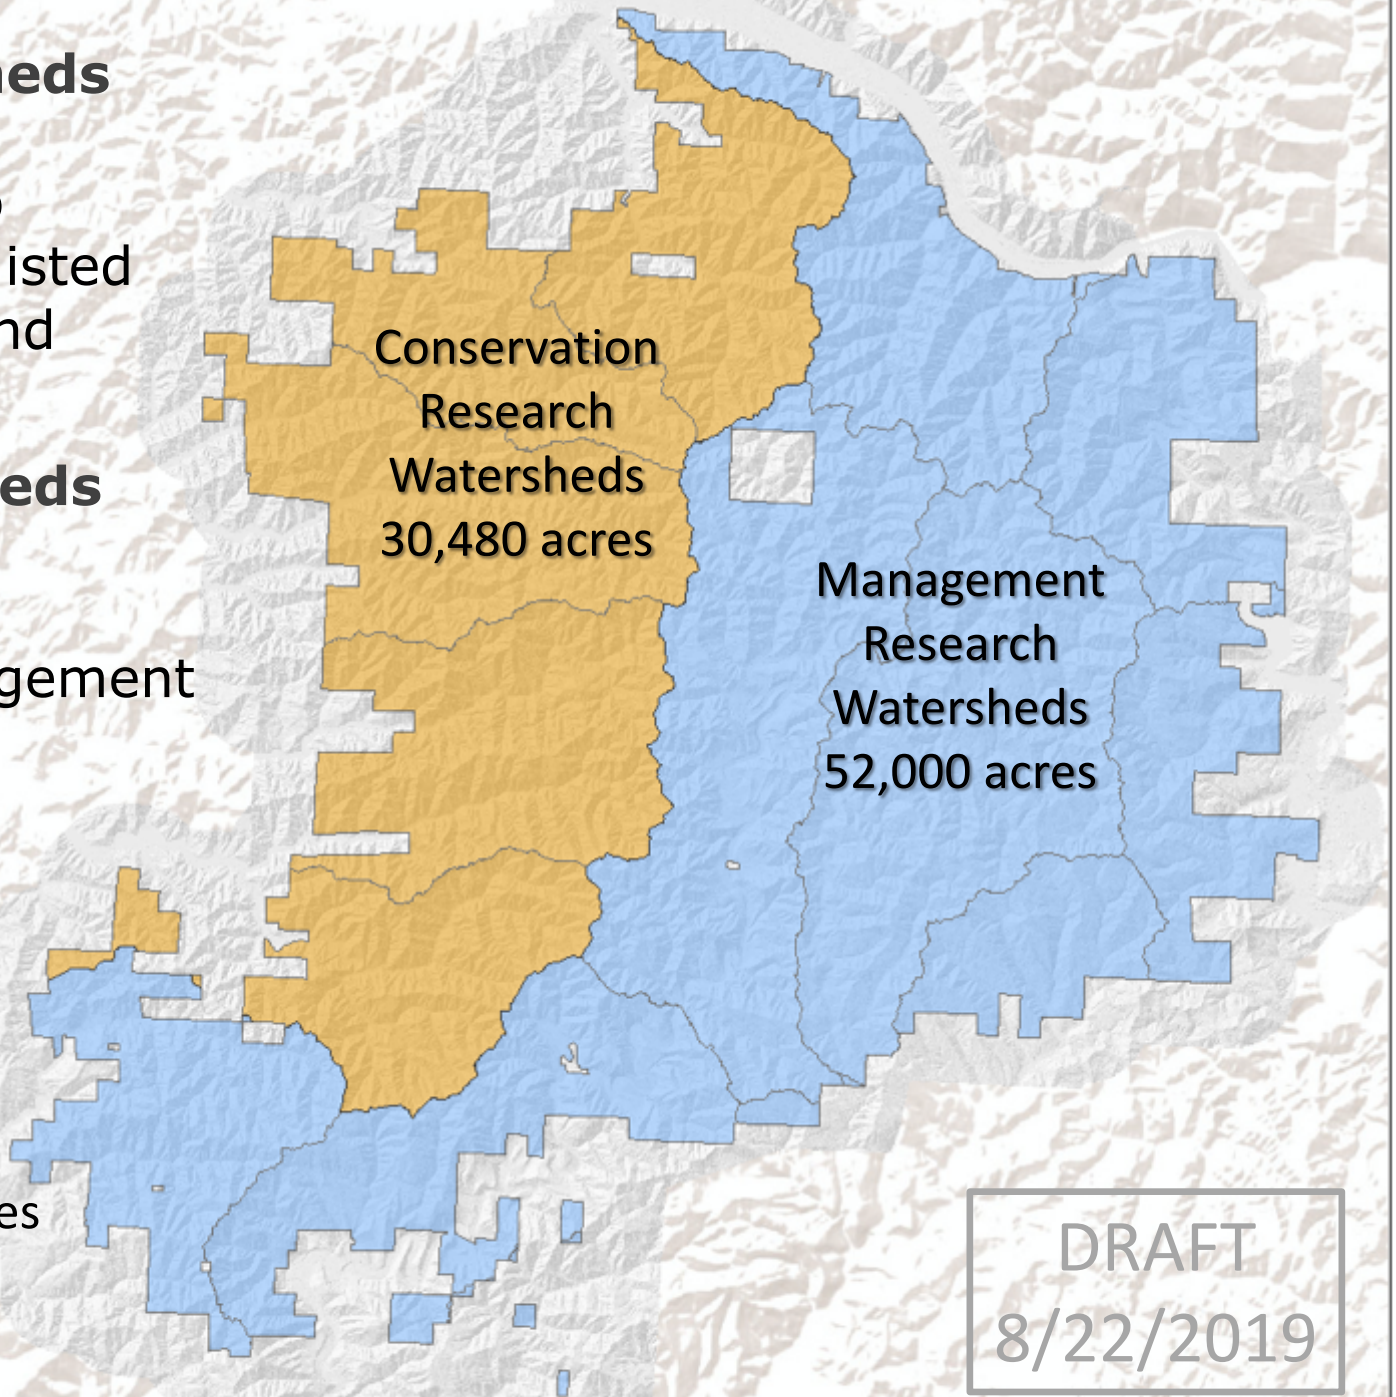 heds
isted
nd
Conservation
Research
Watersheds
30,480 acres
eds
Management
Research
Watersheds
52,000 acres
gement
es
DRAFT
8/22/2019